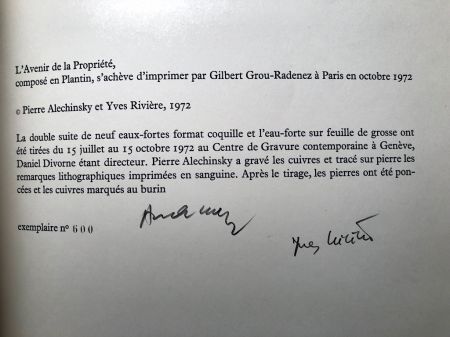 L'Avenir de la Propriété,
composé en Plantin, s'achève d'imprimer par Gilbert Grou-Radenez à Paris en octobre 1972
© Pierre Alechinsky et Yves Rivière, 1972
La double suite de neuf eaux-fortes format coquille et l'eau-forte sur feuille de grosse ont
été tirées du 15 juillet au 15 octobre 1972 au Centre de Gravure contemporaine à Genève,
Daniel Divorne étant directeur. Pierre Alechinsky a gravé les cuivres et tracé sur pierre les
remarques lithographiques imprimées en sanguine. Après le tirage, les pierres ont été pon-
cées et les cuivres marqués au burin
exemplaire nº 600
Yves Rivière